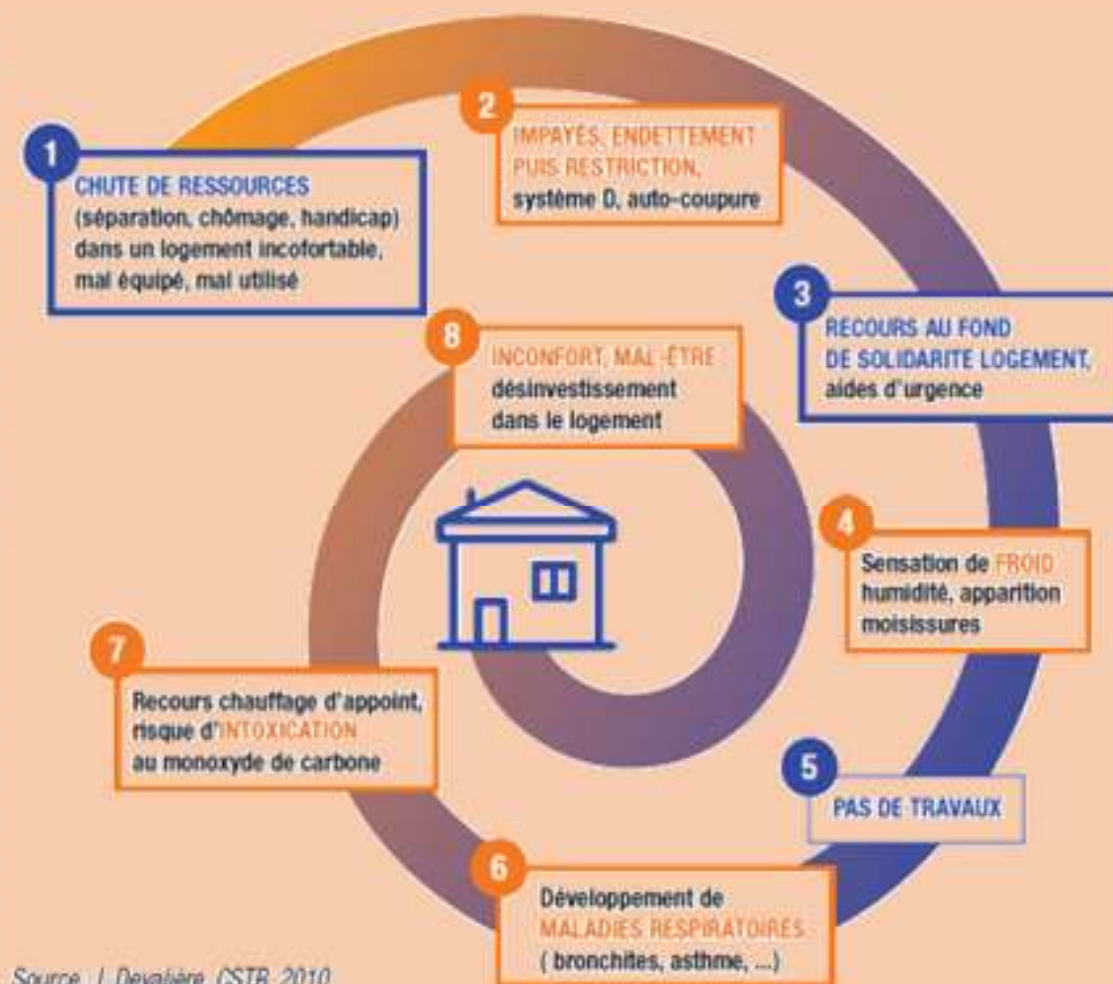 1
CHUTE DE RESSOURCES
(séparation, chômage, handicap)
dans un logement incofortable,
mal équipé, mal utilisé
2
IMPAYÉS, ENDETTEMENT
PUIS RESTRICTION,
système D, auto-coupure
3
RECOURS AU FOND
DE SOLIDARITE LOGEMENT,
aides d'urgence
4
Sensation de FROID
humidité, apparition
moisissures
5
PAS DE TRAVAUX
6
Développement de
MALADIES RESPIRATOIRES
( bronchites, asthme, ...)
7
Recours chauffage d'appoint,
risque d'INTOXICATION
au monoxyde de carbone
8
INCONFORT, MAL-ÊTRE
désinvestissement
dans le logement
Source I. Devalière, CSTB, 2010